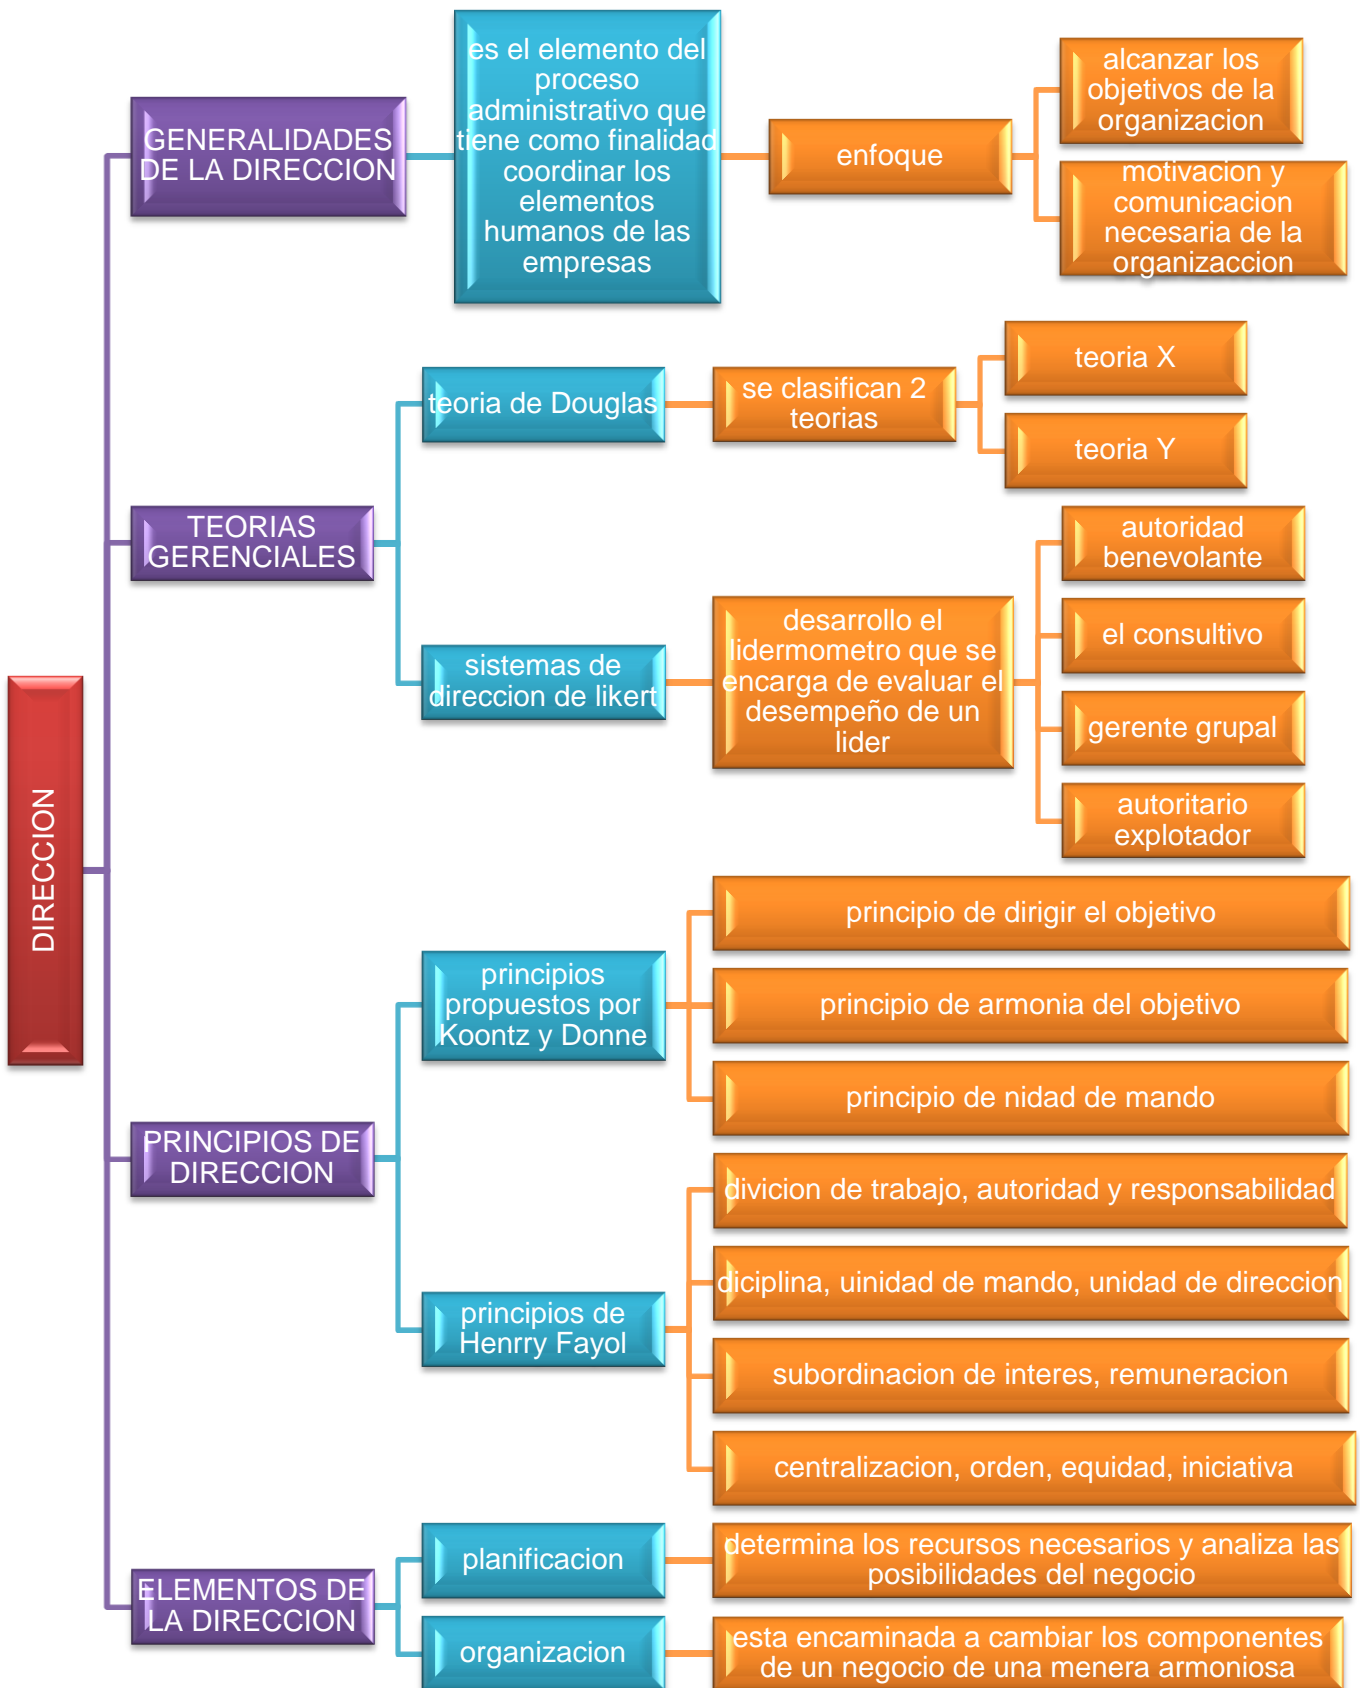 DIRECCION
GENERALIDADES
DE LA DIRECCION
es el elemento del
proceso
administrativo que
tiene como finalidad
coordinar los
elementos
humanos de las
empresas
enfoque
alcanzar los
objetivos de la
organizacion
motivacion y
comunicacion
necesaria de la
organizaccion
TEORIAS
GERENCIALES
teoria de Douglas
se clasifican 2
teorias
teoria X
teoria Y
sistemas de
direccion de likert
desarrollo el
lidermometro que se
encarga de evaluar el
desempeño de un
lider
autoridad
benevolante
el consultivo
gerente grupal
autoritario
explotador
PRINCIPIOS DE
DIRECCION
principios
propuestos por
Koontz y Donne
principio de dirigir el objetivo
principio de armonia del objetivo
principio de nidad de mando
principios de
Henrry Fayol
divicion de trabajo, autoridad y responsabilidad
diciplina, uinidad de mando, unidad de direccion
subordinacion de interes, remuneracion
centralizacion, orden, equidad, iniciativa
ELEMENTOS DE
LA DIRECCION
planificacion
determina los recursos necesarios y analiza las
posibilidades del negocio
organizacion
esta encaminada a cambiar los componentes
de un negocio de una menera armoniosa